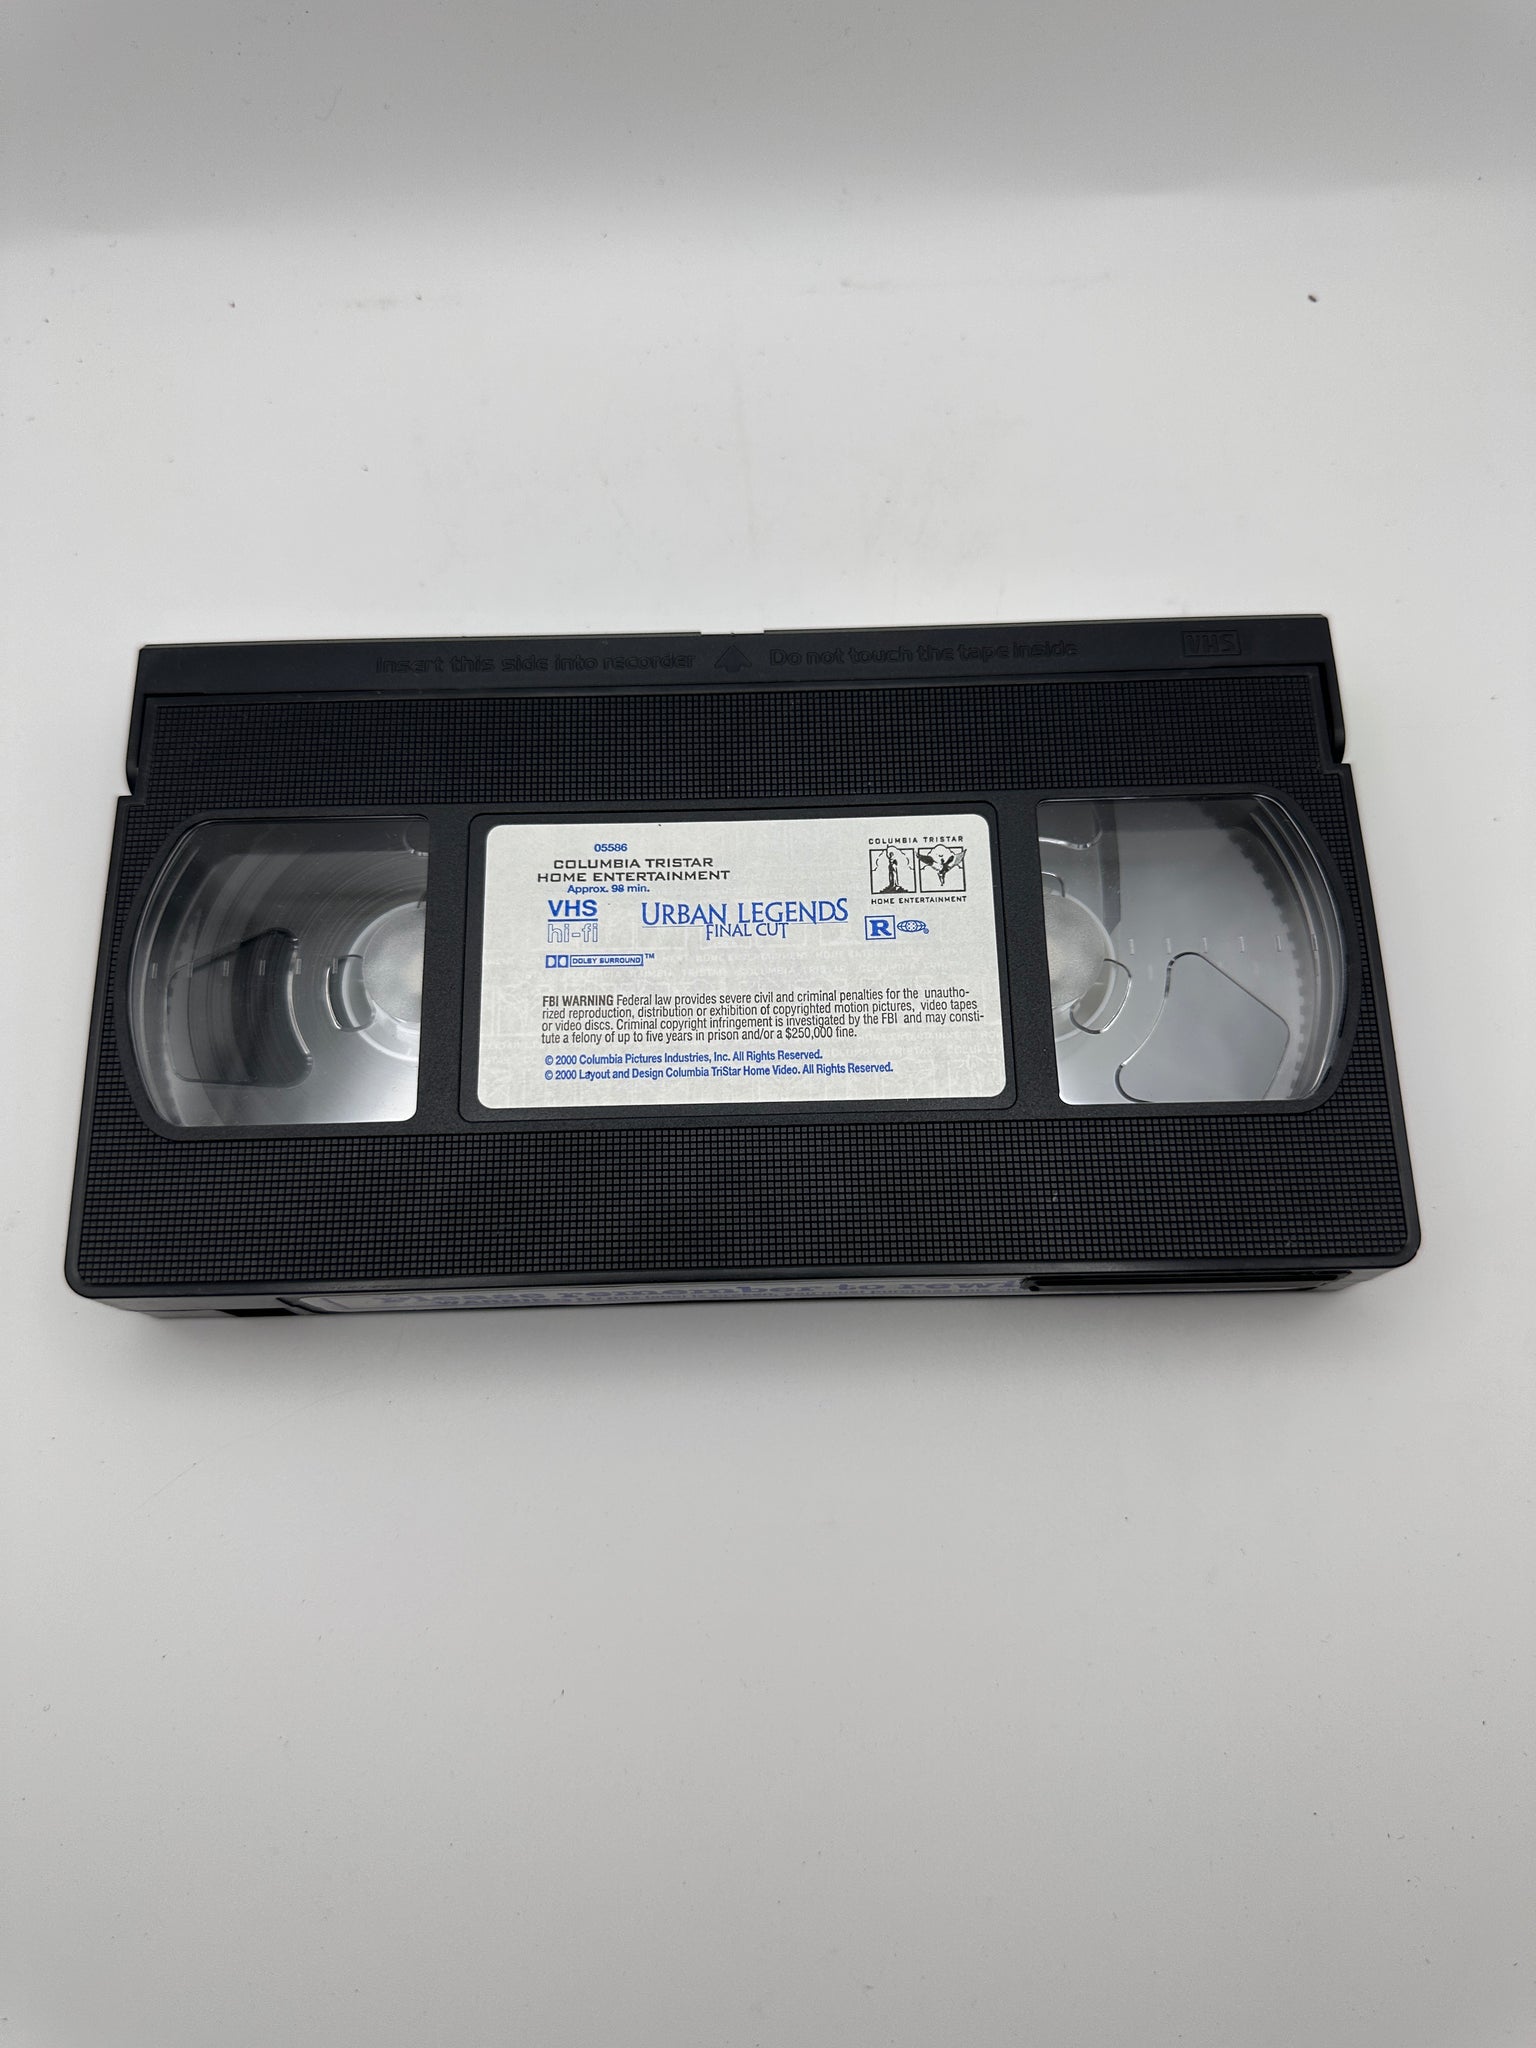 Insert this side into recorder Do not touch the tape inside VHS
05586
COLUMBIA TRISTAR
HOME ENTERTAINMENT
Approx. 98 min.
COLUMBIA TRISTAR
HOME ENTERTAINMENT
VHS
hi-fi
URBAN LEGENDS
FINAL CUT
R
DOLBY SURROUND™
FBI WARNING Federal law provides severe civil and criminal penalties for the unautho-
rized reproduction, distribution or exhibition of copyrighted motion pictures, video tapes
or video discs. Criminal copyright infringement is investigated by the FBI and may consti-
tute a felony of up to five years in prison and/or a $250,000 fine.
© 2000 Columbia Pictures Industries, Inc. All Rights Reserved.
© 2000 Layout and Design Columbia TriStar Home Video. All Rights Reserved.
Please remember to